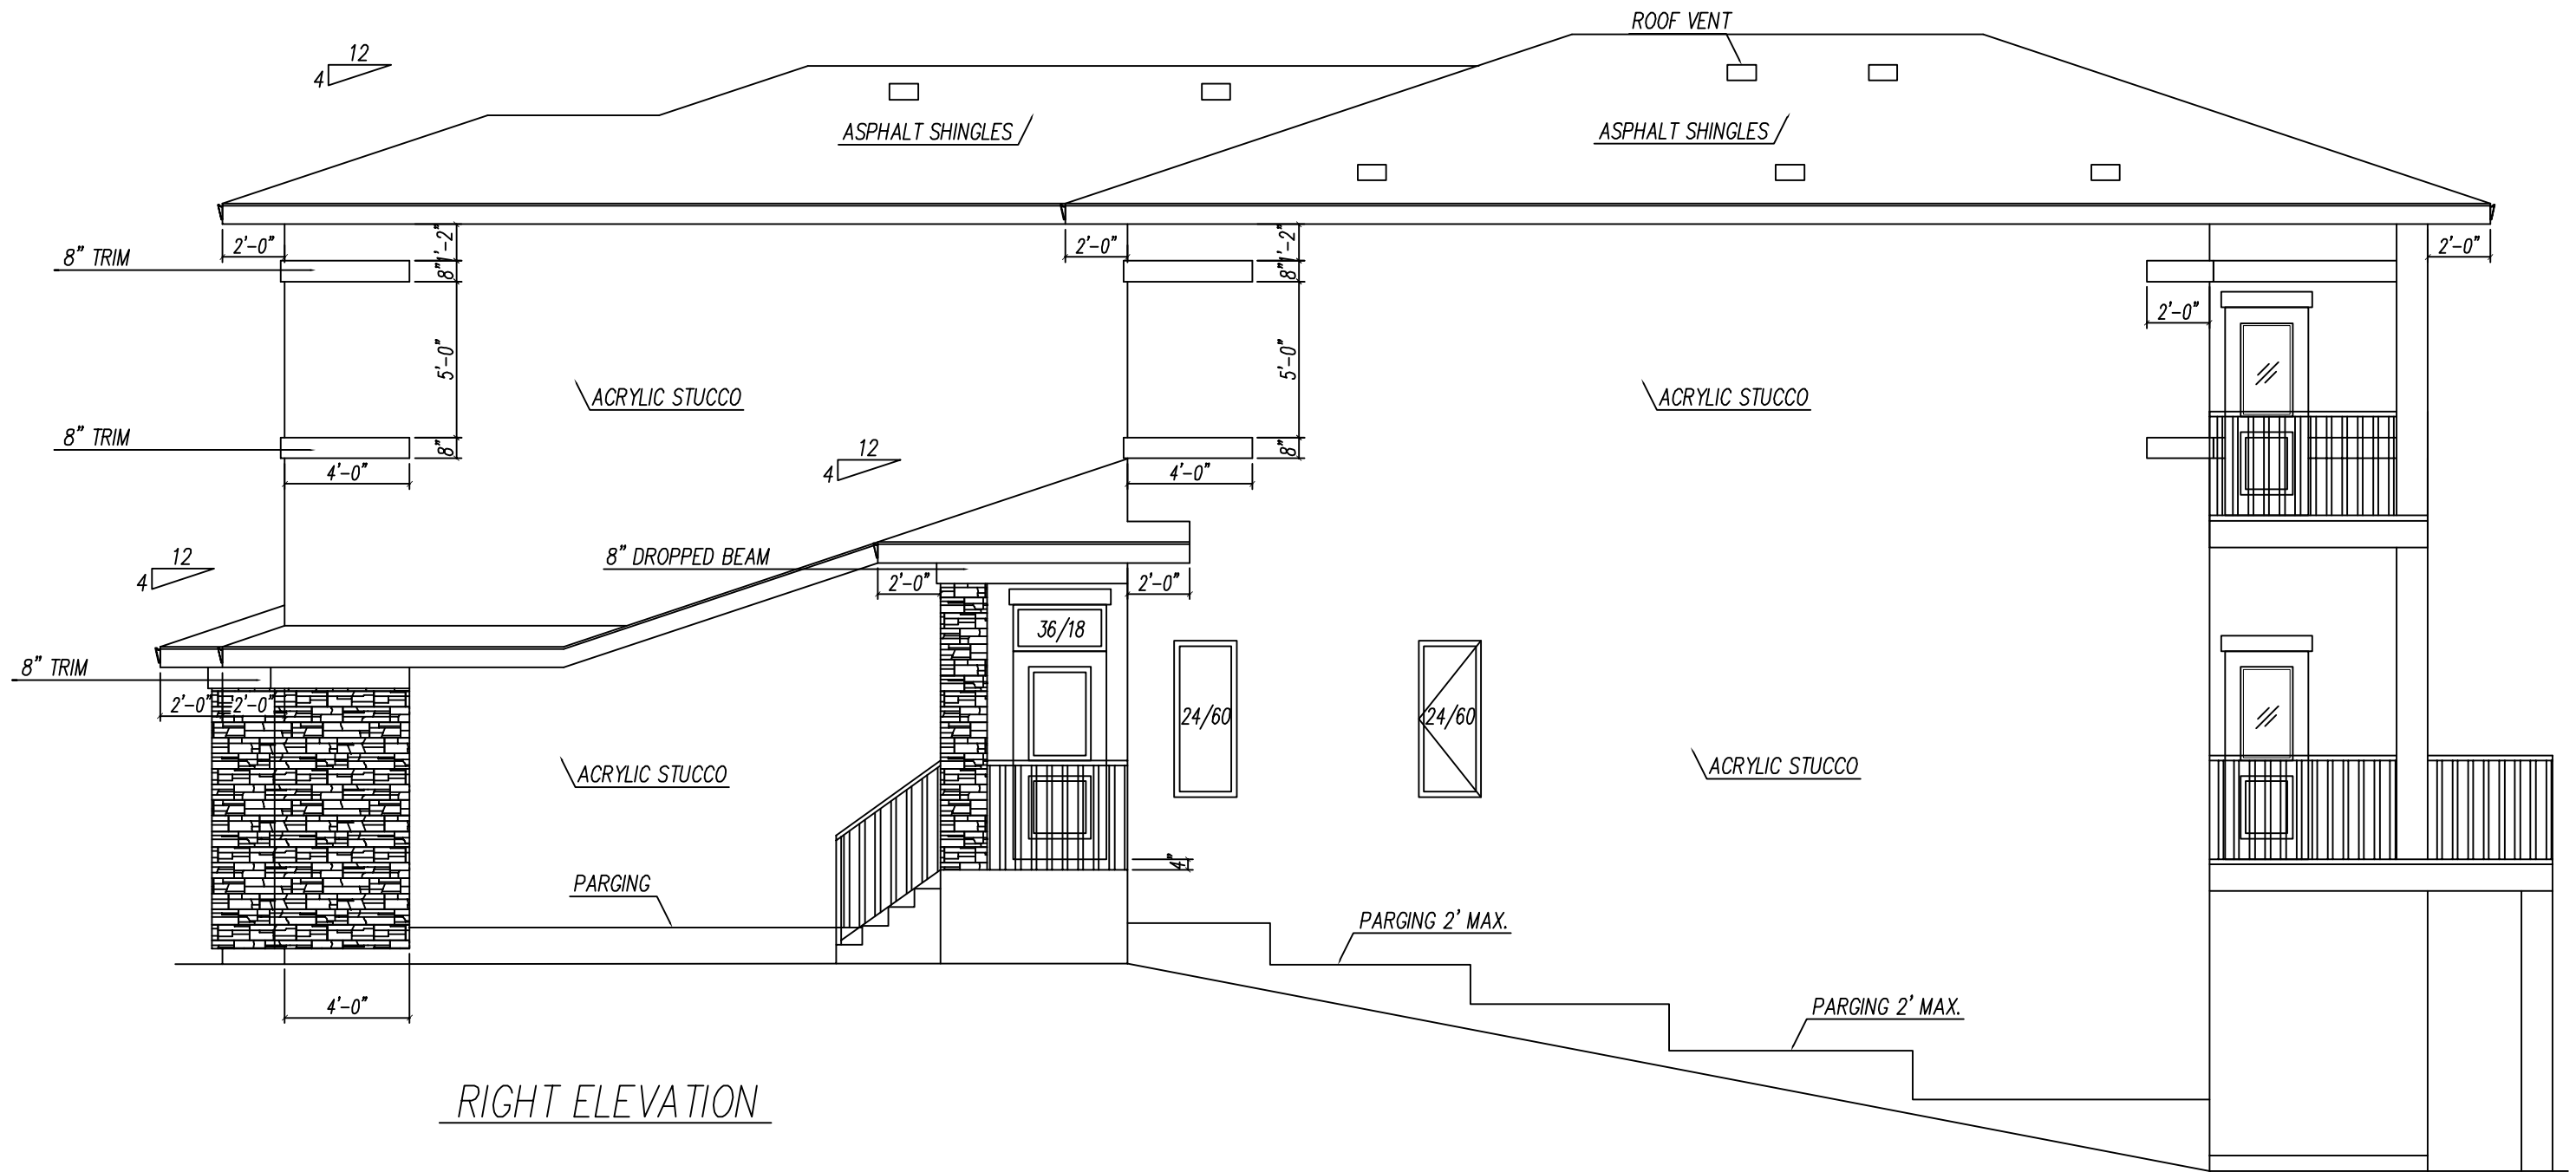 ROOF VENT
12
4
ASPHALT SHINGLES
ASPHALT SHINGLES
2'-0"
1'-2"
2'-0"
1'-2"
2'-0"
8" TRIM
8"
8"
2'-0"
5'-0"
5'-0"
ACRYLIC STUCCO
ACRYLIC STUCCO
8" TRIM
8"
8"
12
4
4'-0"
4'-0"
12
4
8" DROPPED BEAM
2'-0"
2'-0"
36/18
8" TRIM
2'-0"
2'-0"
24/60
24/60
ACRYLIC STUCCO
ACRYLIC STUCCO
4"
PARGING
PARGING 2' MAX.
4'-0"
PARGING 2' MAX.
RIGHT ELEVATION